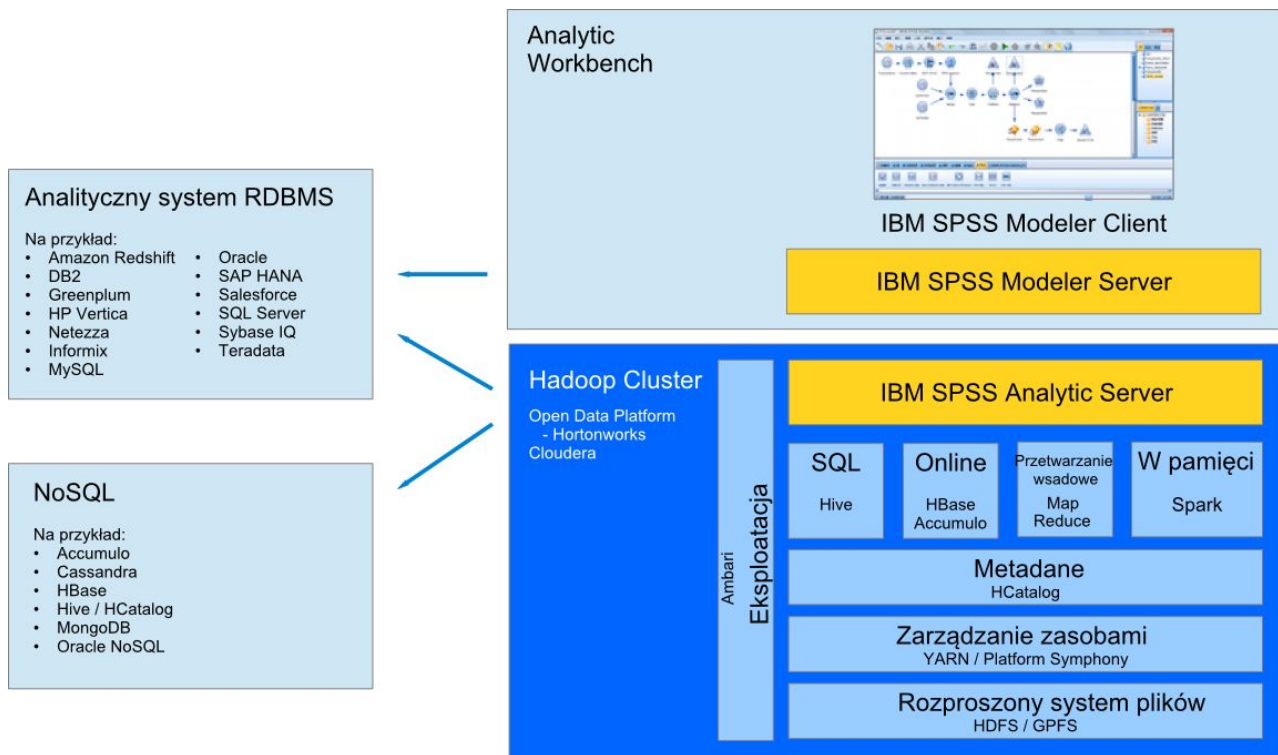 Analytic
Workbench
IBM SPSS Modeler Client
IBM SPSS Modeler Server
Analityczny system RDBMS
Na przykład:
• Amazon Redshift
• DB2
• Greenplum
• HP Vertica
• Netezza
• Informix
• MySQL
• Oracle
• SAP HANA
• Salesforce
• SQL Server
• Sybase IQ
• Teradata
NoSQL
Na przykład:
• Accumulo
• Cassandra
• HBase
• Hive / HCatalog
• MongoDB
• Oracle NoSQL
Hadoop Cluster
Open Data Platform
- Hortonworks
Cloudera
Ambari
Eksploatacja
IBM SPSS Analytic Server
SQL
Hive
Online
HBase
Accumulo
Przetwarzanie
wsadowe
Map
Reduce
W pamięci
Spark
Metadane
HCatalog
Zarządzanie zasobami
YARN / Platform Symphony
Rozproszony system plików
HDFS / GPFS